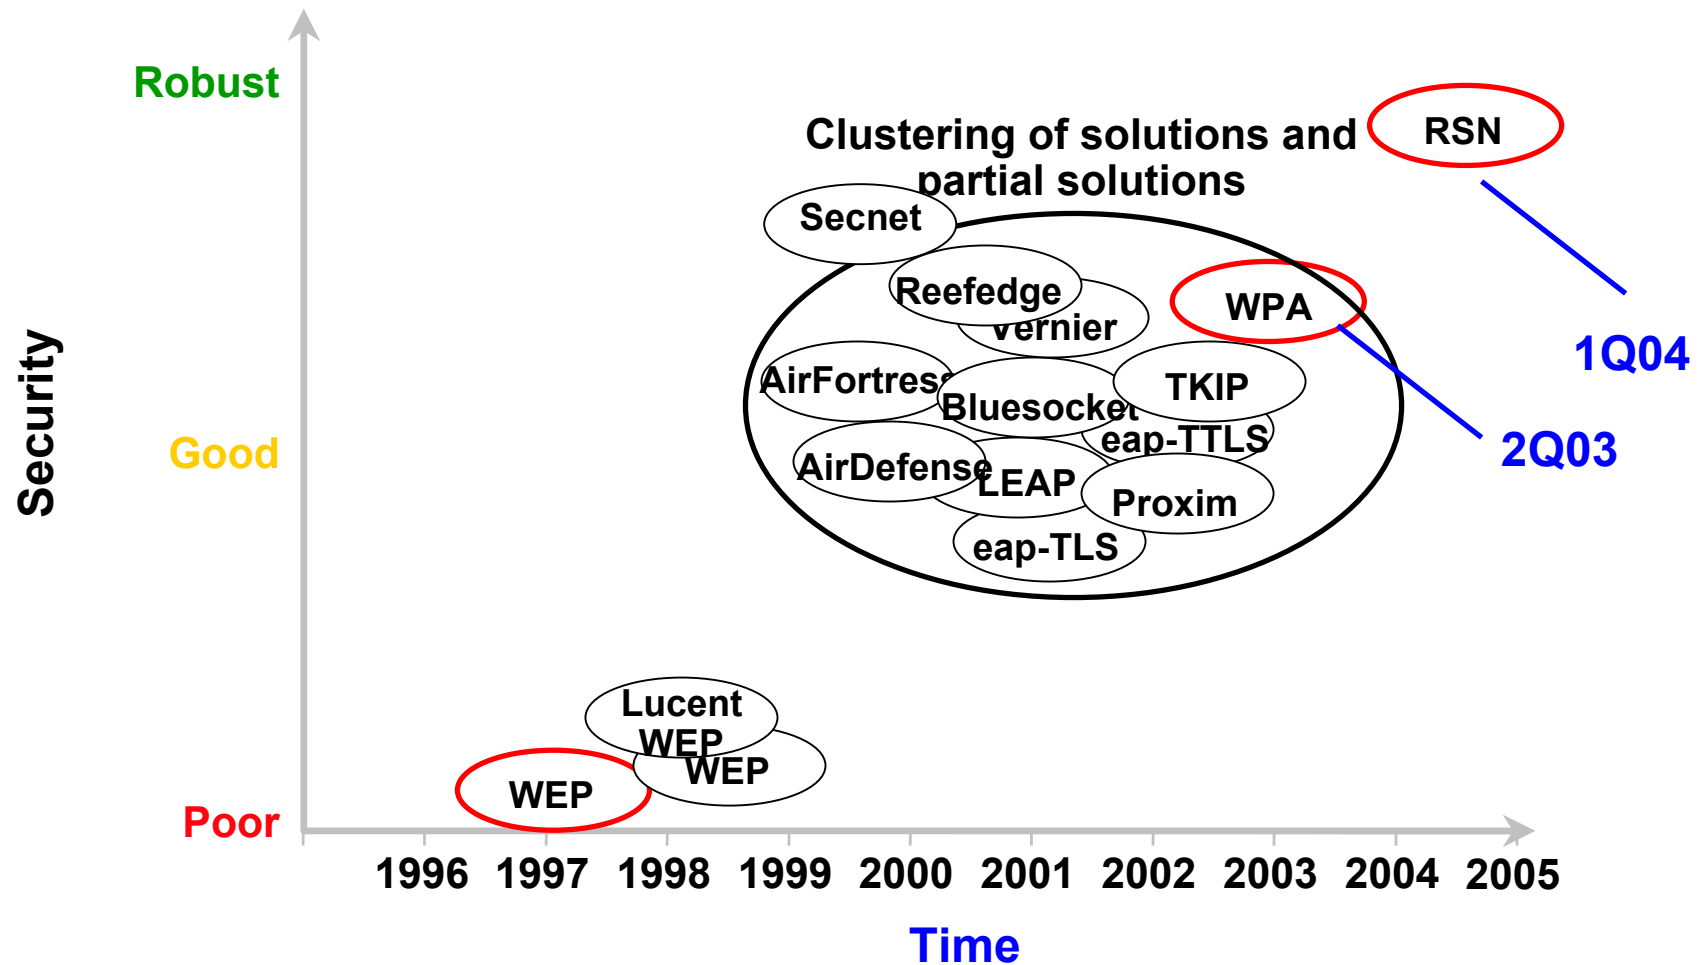 Robust
Clustering of solutions and
partial solutions
RSN
Secnet
Reefedge
Vernier
WPA
1Q04
AirFortress
Bluesocket
TKIP
Security
Good
eap-TTLS
2Q03
AirDefense
LEAP
Proxim
eap-TLS
Lucent
WEP
WEP
WEP
Poor
1996 1997 1998 1999 2000 2001 2002 2003 2004 2005
Time